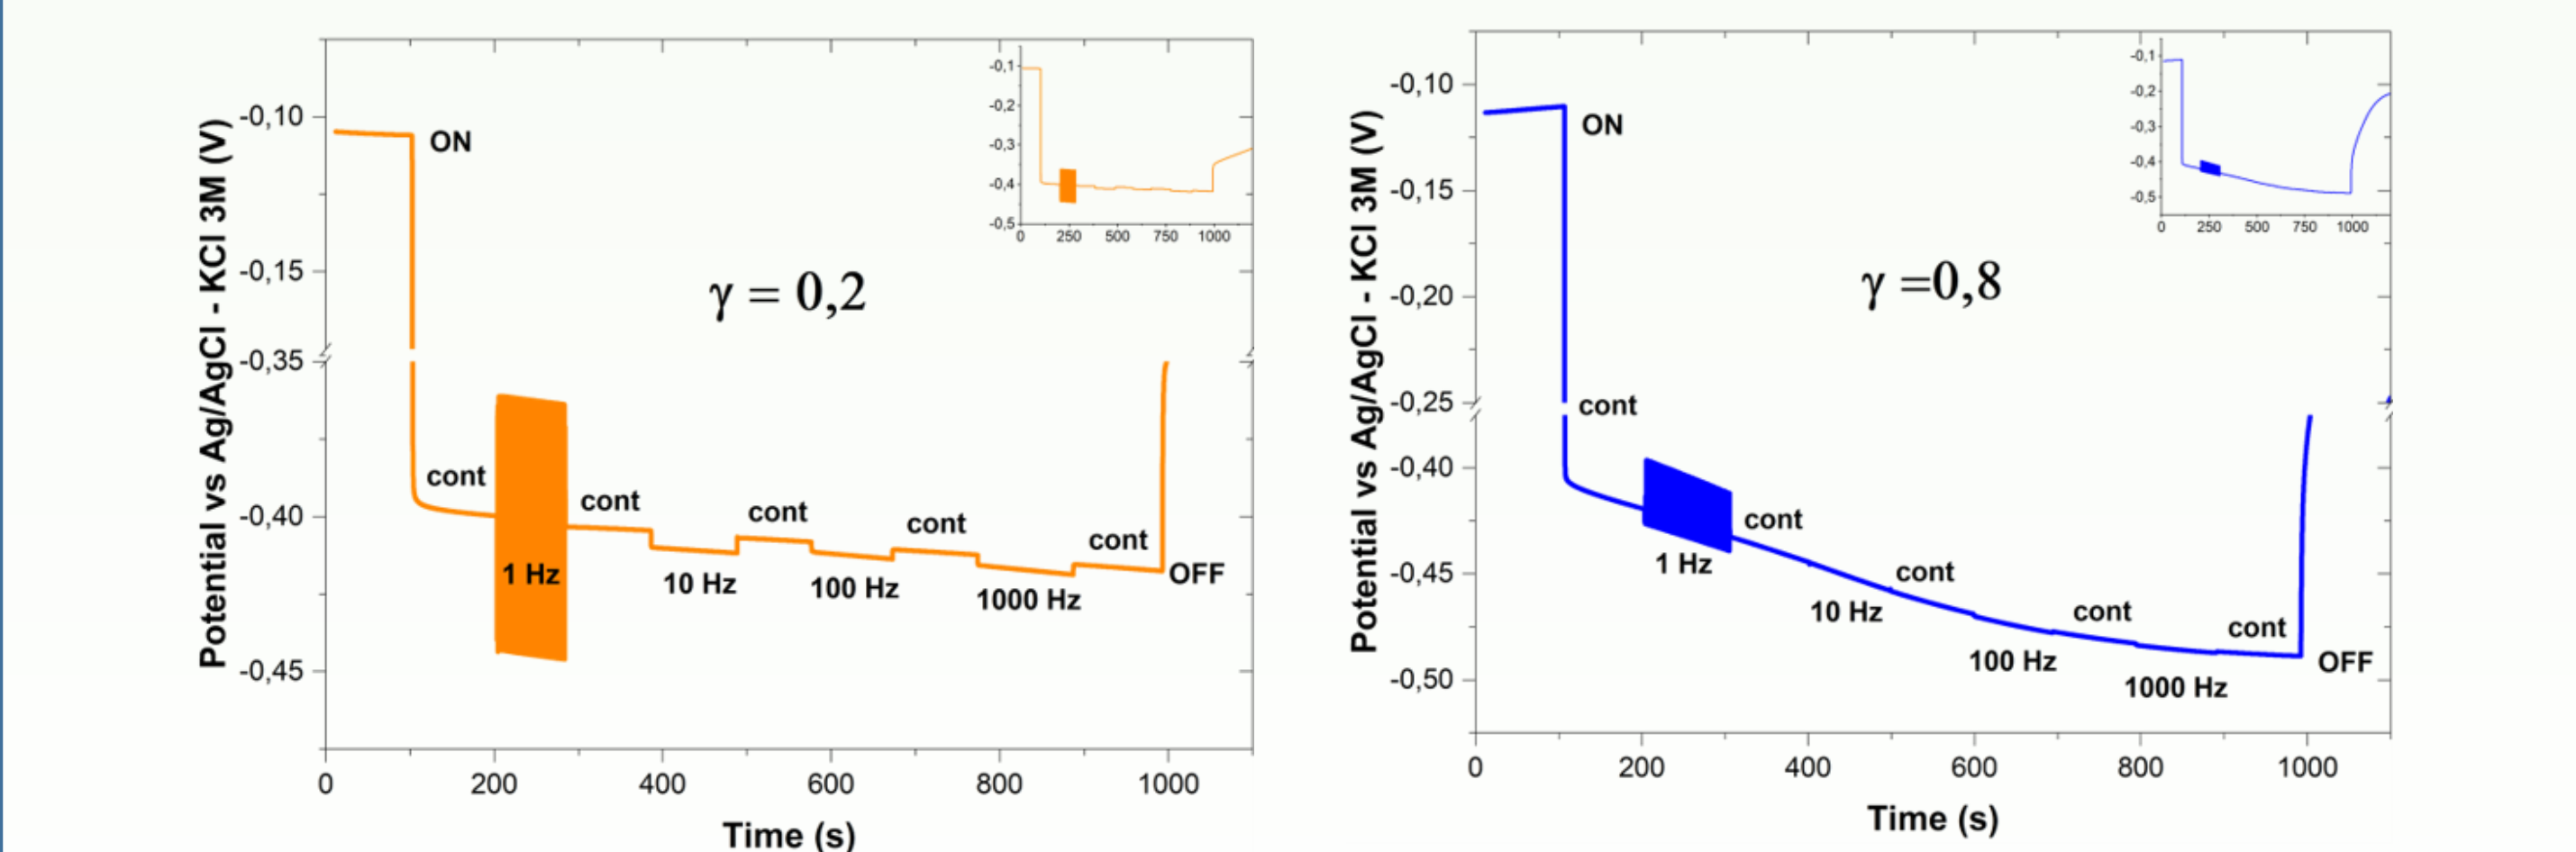 Potential vs Ag/AgCl - KCl 3M (V)
-0,10
-0,15
-0,35
-0,40
-0,45
ON
cont
1 Hz
cont
10 Hz
cont
100 Hz
cont
1000 Hz
cont
OFF
γ = 0,2
-0,1
-0,2
-0,3
-0,4
-0,5
0 250 500 750 1000
0 200 400 600 800 1000
Time (s)
Potential vs Ag/AgCl - KCl 3M (V)
-0,10
-0,15
-0,20
-0,25
-0,40
-0,45
-0,50
ON
cont
1 Hz
cont
10 Hz
cont
100 Hz
cont
1000 Hz
cont
OFF
γ =0,8
-0,1
-0,2
-0,3
-0,4
-0,5
0 250 500 750 1000
0 200 400 600 800 1000
Time (s)